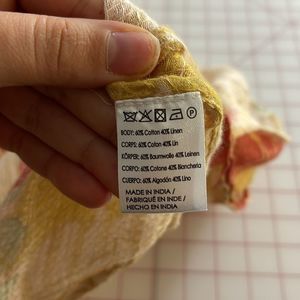 BODY: 60% Cotton 40% Linen
CORPS: 60% Coton 40% Lin
KÖRPER: 60% Baumwolle 40% Leinen
CORPO: 60% Cotone 40% Biancheria
CUERPO: 60% Algodón 40% Lino
MADE IN INDIA /
FABRIQUÉ EN INDE /
HECHO EN INDIA